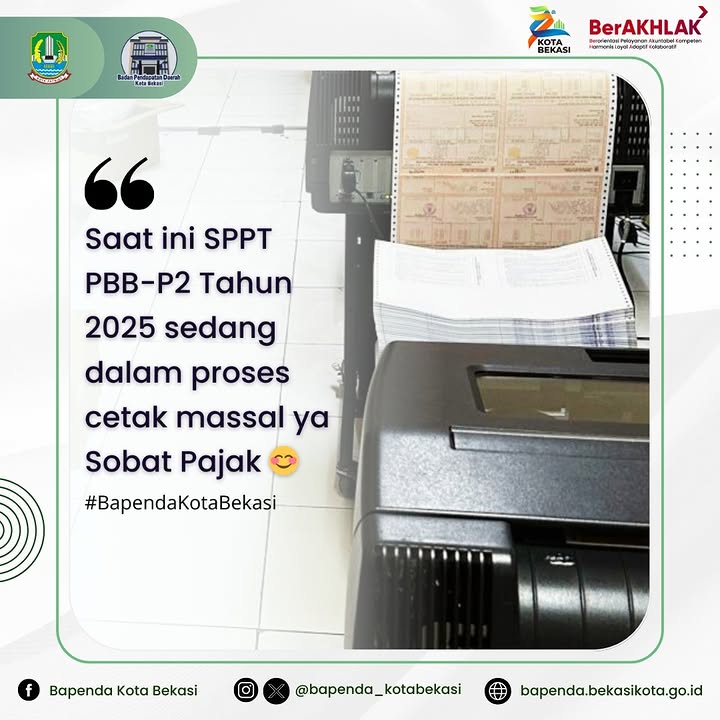 Badan Pendapatan Daerah
Kota Bekasi
KOTA
BEKASI
BerAKHLAK
Berorientasi Pelayanan Akuntabel Kompeten
Harmonis Loyal Adaptif Kolaboratif
Saat ini SPPT
PBB-P2 Tahun
2025 sedang
dalam proses
cetak massal ya
Sobat Pajak 😊
#BapendaKotaBekasi
Bapenda Kota Bekasi
@bapenda_kotabekasi
bapenda.bekasikota.go.id